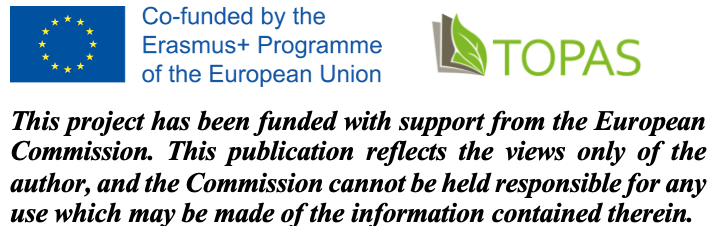 Co-funded by the
Erasmus+ Programme
of the European Union
TOPAS
This project has been funded with support from the European
Commission. This publication reflects the views only of the
author, and the Commission cannot be held responsible for any
use which may be made of the information contained therein.